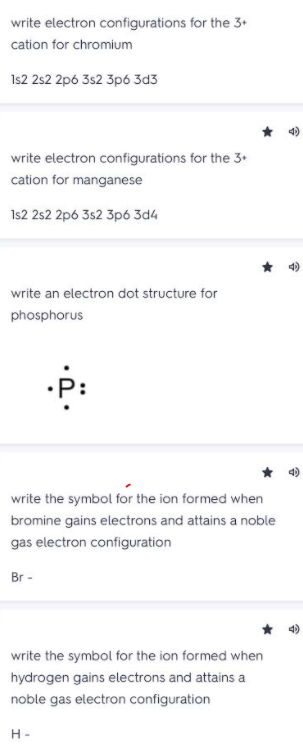 write electron configurations for the 3+
cation for chromium
1s2 2s2 2p6 3s2 3p6 3d3
write electron configurations for the 3+
cation for manganese
1s2 2s2 2p6 3s2 3p6 3d4
write an electron dot structure for
phosphorus
·P:
write the symbol for the ion formed when
bromine gains electrons and attains a noble
gas electron configuration
Br -
write the symbol for the ion formed when
hydrogen gains electrons and attains a
noble gas electron configuration
H -